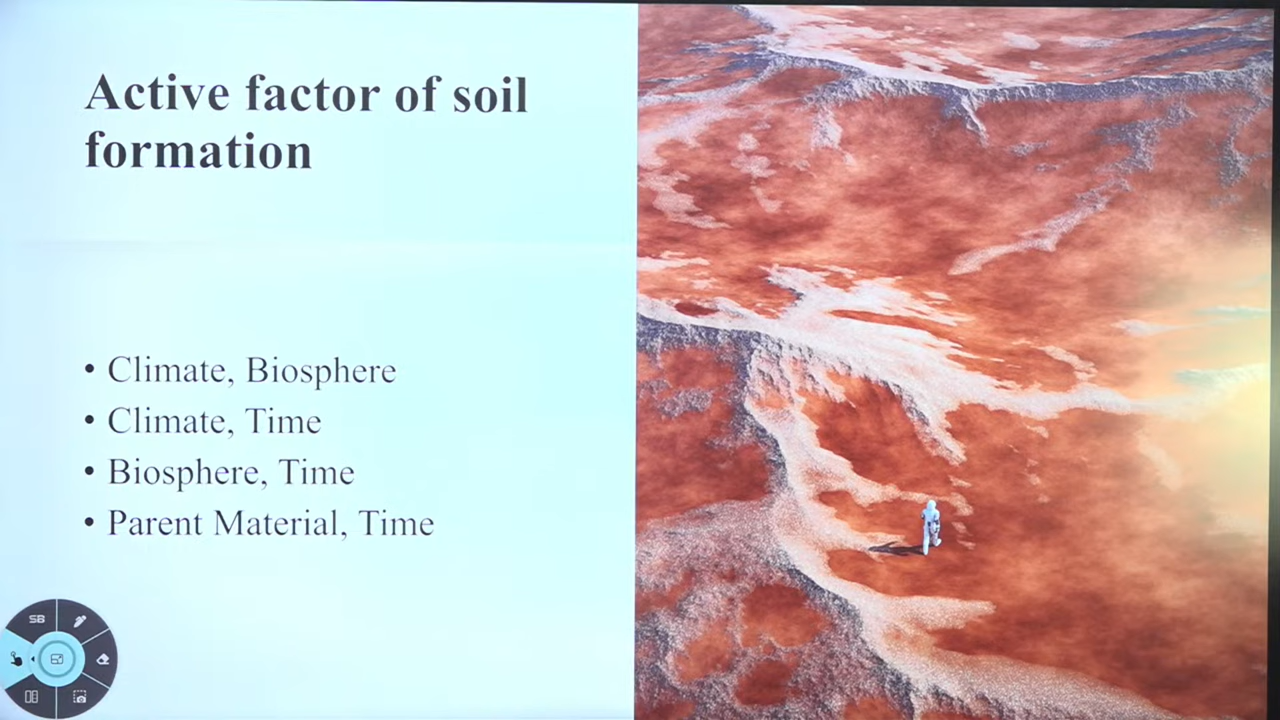 Active factor of soil
formation
• Climate, Biosphere
• Climate, Time
• Biosphere, Time
• Parent Material, Time
SB